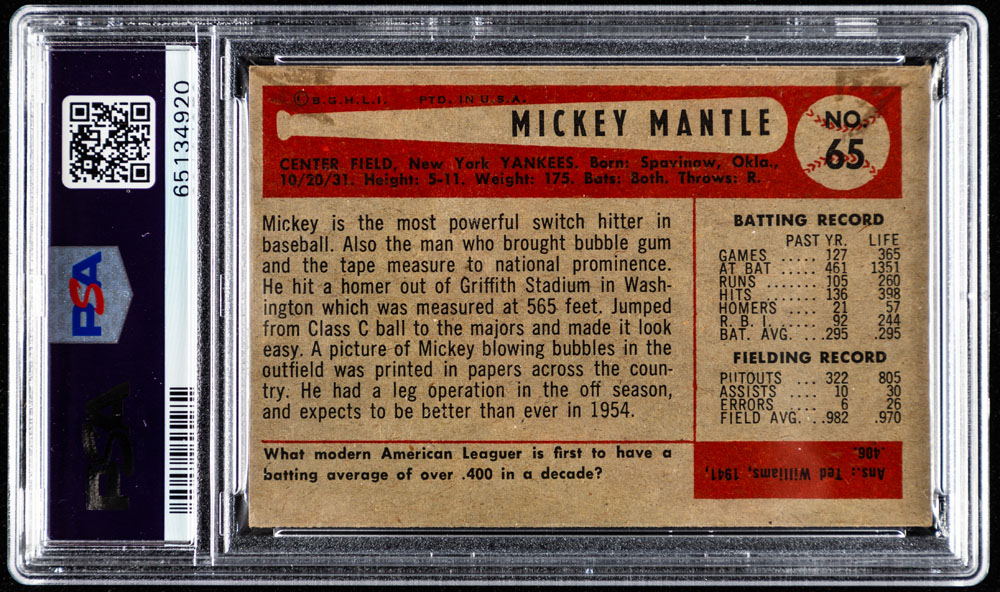 65134920
PSA
PSA
© B.G.H.L.I. PTD. IN U.S.A.
MICKEY MANTLE
NO.
65
CENTER FIELD, New York YANKEES. Born: Spavinaw, Okla.,
10/20/31. Height: 5-11. Weight: 175. Bats: Both. Throws: R.
Mickey is the most powerful switch hitter in
baseball. Also the man who brought bubble gum
and the tape measure to national prominence.
He hit a homer out of Griffith Stadium in Wash-
ington which was measured at 565 feet. Jumped
from Class C ball to the majors and made it look
easy. A picture of Mickey blowing bubbles in the
outfield was printed in papers across the coun-
try. He had a leg operation in the off season,
and expects to be better than ever in 1954.
BATTING RECORD
PAST YR. LIFE
GAMES ..... 127 365
AT BAT ..... 461 1351
RUNS ..... 105 260
HITS ..... 136 398
HOMERS .... 21 57
R. B. I. .... 92 244
BAT. AVG. ...295 .295
FIELDING RECORD
PUTOUTS ... 322 805
ASSISTS .... 10 30
ERRORS .... 6 26
FIELD AVG. ..982 .970
What modern American Leaguer is first to have a
batting average of over .400 in a decade?
Ans.: Ted Williams, 1941,
.406.